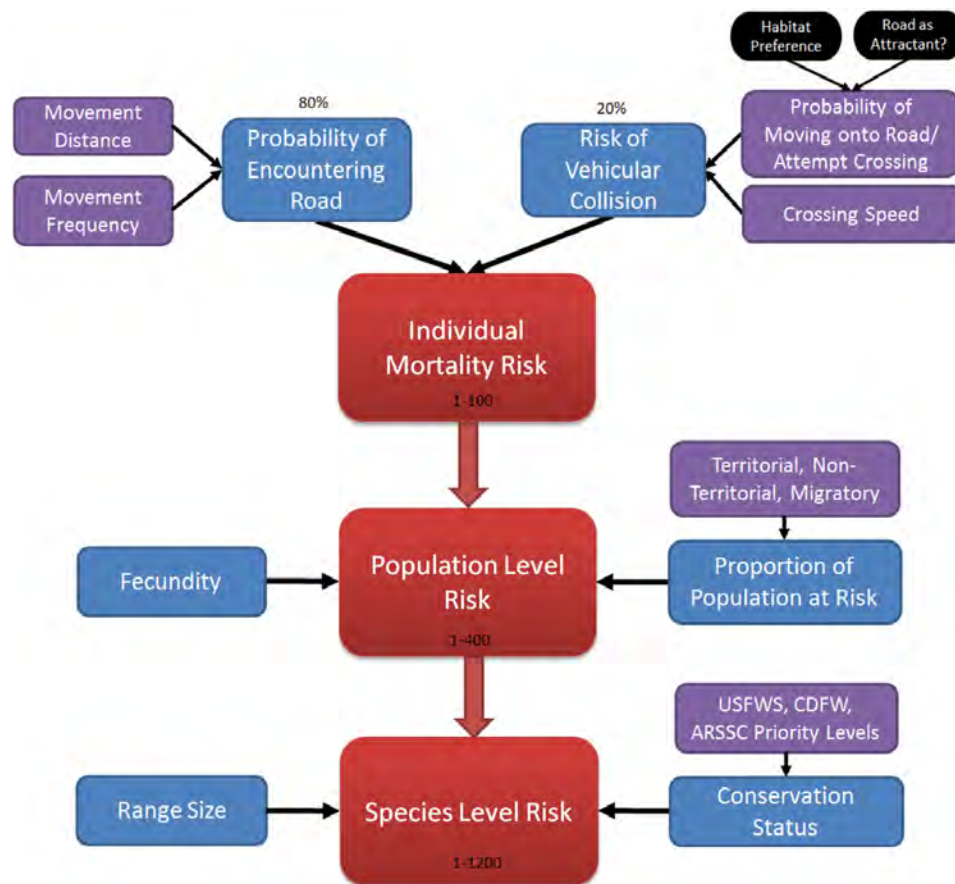 Habitat
Preference
Road as
Attractant?
80%
20%
Movement
Distance
Probability of
Encountering
Road
Risk of
Vehicular
Collision
Probability of
Moving onto Road/
Attempt Crossing
Movement
Frequency
Crossing Speed
Individual
Mortality Risk
1-100
Territorial, Non-
Territorial, Migratory
Fecundity
Population Level
Risk
1-400
Proportion of
Population at Risk
USFWS, CDFW,
ARSSC Priority Levels
Range Size
Species Level Risk
1-1200
Conservation
Status